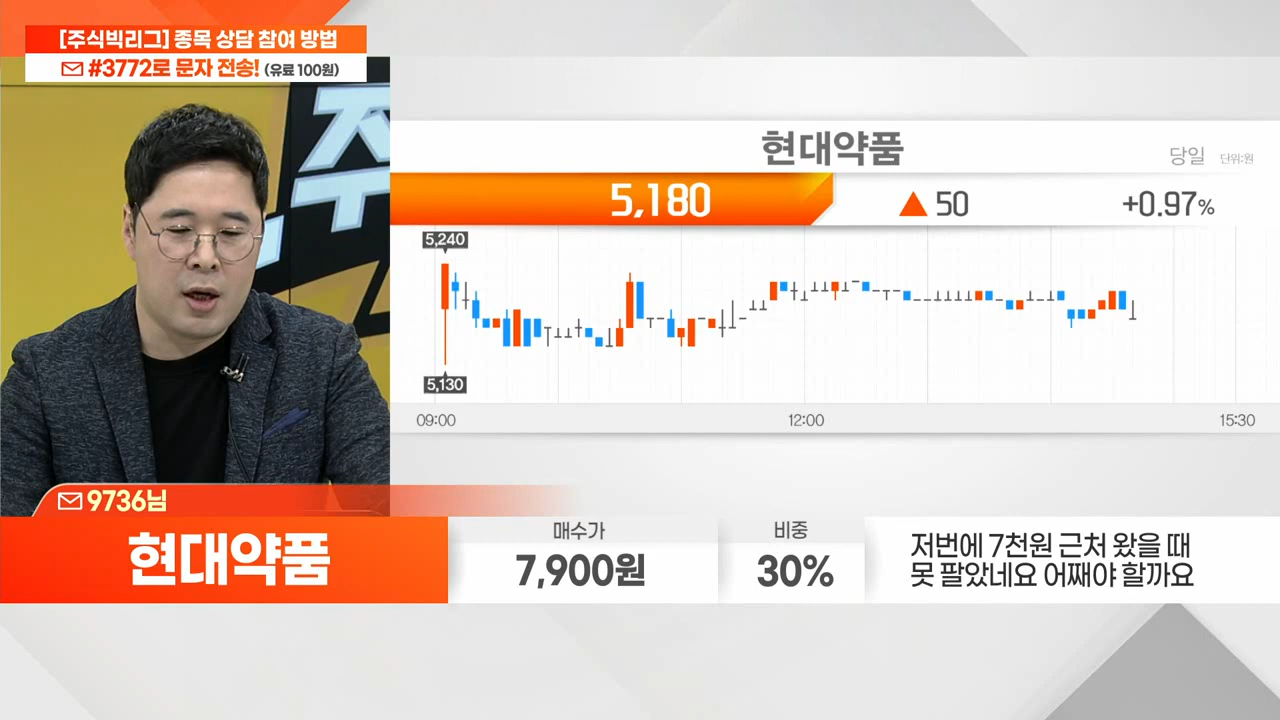 [주식빅리그] 종목 상담 참여 방법
#3772로 문자 전송! (유료 100원)
현대약품
당일 단위:원
5,180 ▲ 50 +0.97%
5,240
5,130
09:00 12:00 15:30
9736님
현대약품
매수가
7,900원
비중
30%
저번에 7천원 근처 왔을 때
못 팔았네요 어째야 할까요